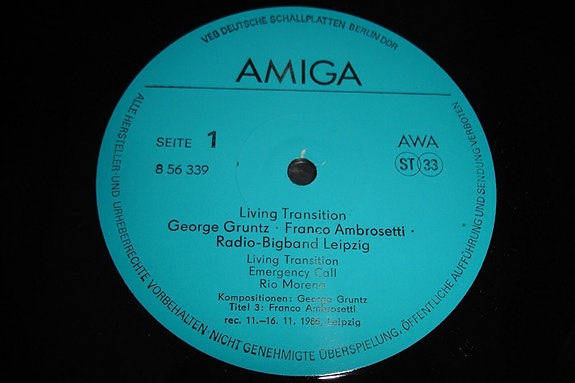 VEB DEUTSCHE SCHALLPLATTEN BERLIN DDR
AMIGA
SEITE 1
8 56 339
AWA
ST 33
Living Transition
George Gruntz · Franco Ambrosetti ·
Radio-Bigband Leipzig
Living Transition
Emergency Call
Rio Morena
Kompositionen: George Gruntz
Titel 3: Franco Ambrosetti
rec. 11.–16. 11. 1986, Leipzig
ALLE HERSTELLER- UND URHEBERRECHTE VORBEHALTEN · NICHT GENEHMIGTE ÜBERSPIELUNG, ÖFFENTLICHE AUFFÜHRUNG UND SENDUNG VERBOTEN